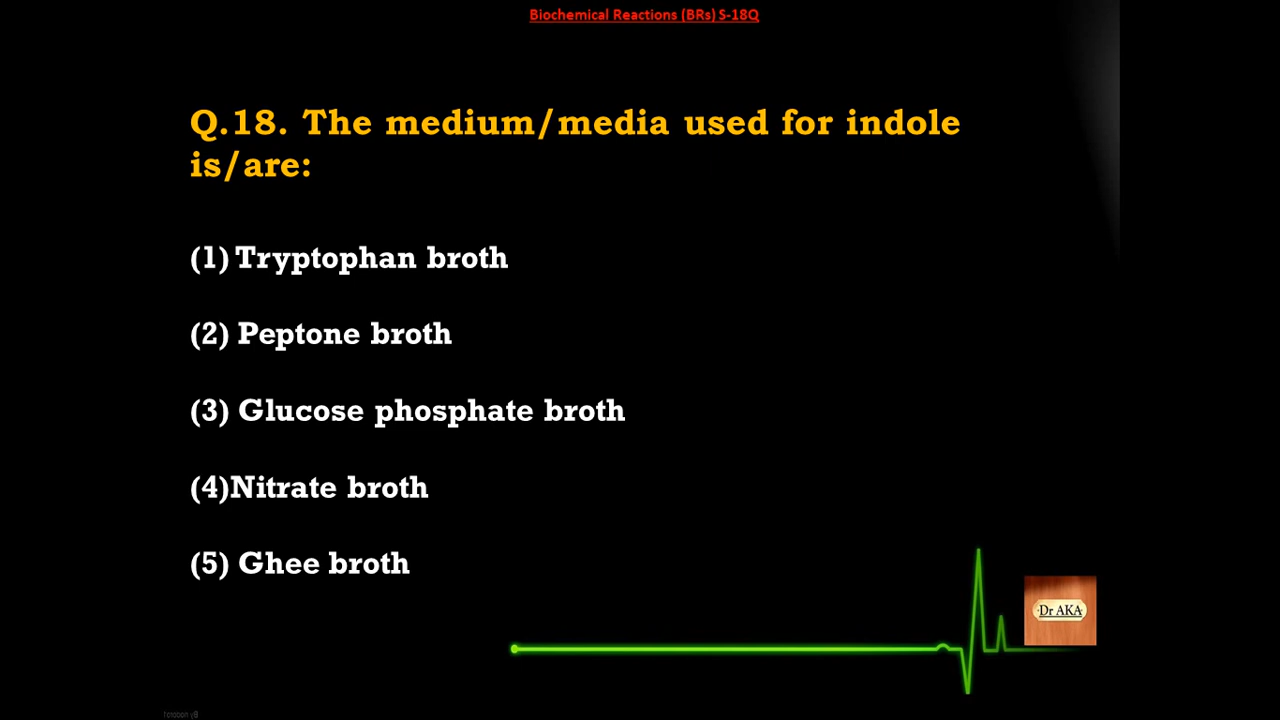 Biochemical Reactions (BRs) S-18Q
Q.18. The medium/media used for indole
is/are:
(1) Tryptophan broth
(2) Peptone broth
(3) Glucose phosphate broth
(4)Nitrate broth
(5) Ghee broth
Dr AKA